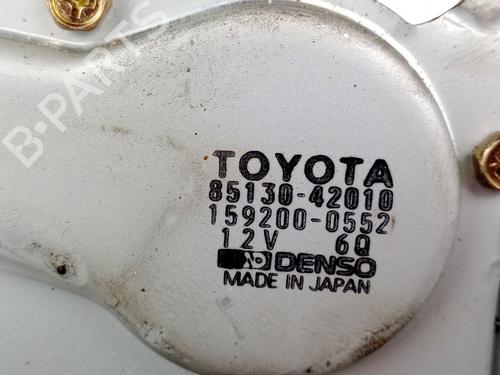 B-PARTS
TOYOTA
85130-42010
159200-0552
12V 6Q
DENSO
MADE IN JAPAN